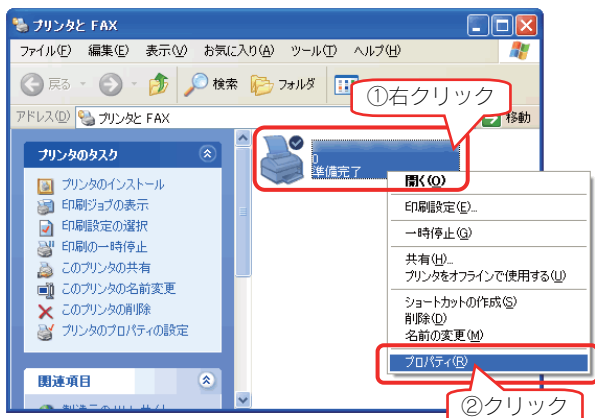 プリンタと FAX
ファイル(F) 編集(E) 表示(V) お気に入り(A) ツール(T) ヘルプ(H)
戻る 検索 フォルダ
①右クリック
アドレス(D) プリンタと FAX 移動
プリンタのタスク
プリンタのインストール
印刷ジョブの表示
印刷設定の選択
印刷の一時停止
このプリンタの共有
このプリンタの名前変更
このプリンタの削除
プリンタのプロパティの設定
関連項目
0
準備完了
開く(O)
印刷設定(E)...
一時停止(G)
共有(H)...
プリンタをオフラインで使用する(U)
ショートカットの作成(S)
削除(D)
名前の変更(M)
プロパティ(R)
②クリック